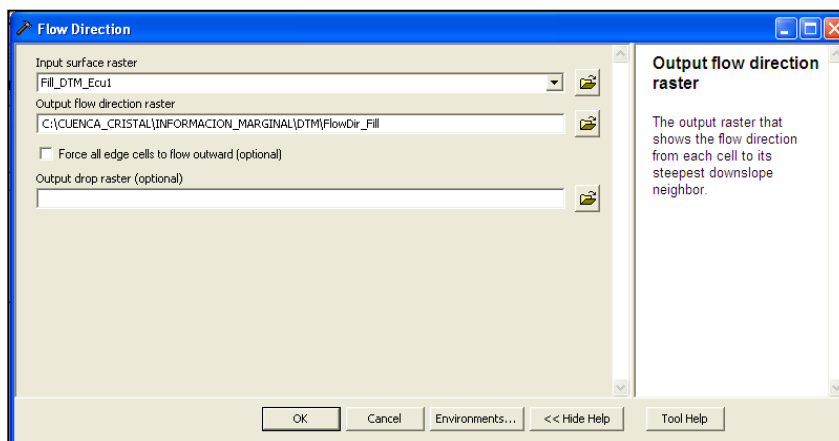 Flow Direction
Input surface raster
Fill_DTM_Ecu1
Output flow direction raster
C:\CUENCA_CRISTAL\INFORMACION_MARGINAL\DTM\FlowDir_Fill
Force all edge cells to flow outward (optional)
Output drop raster (optional)
Output flow direction
raster
The output raster that
shows the flow direction
from each cell to its
steepest downslope
neighbor.
OK
Cancel
Environments...
<< Hide Help
Tool Help